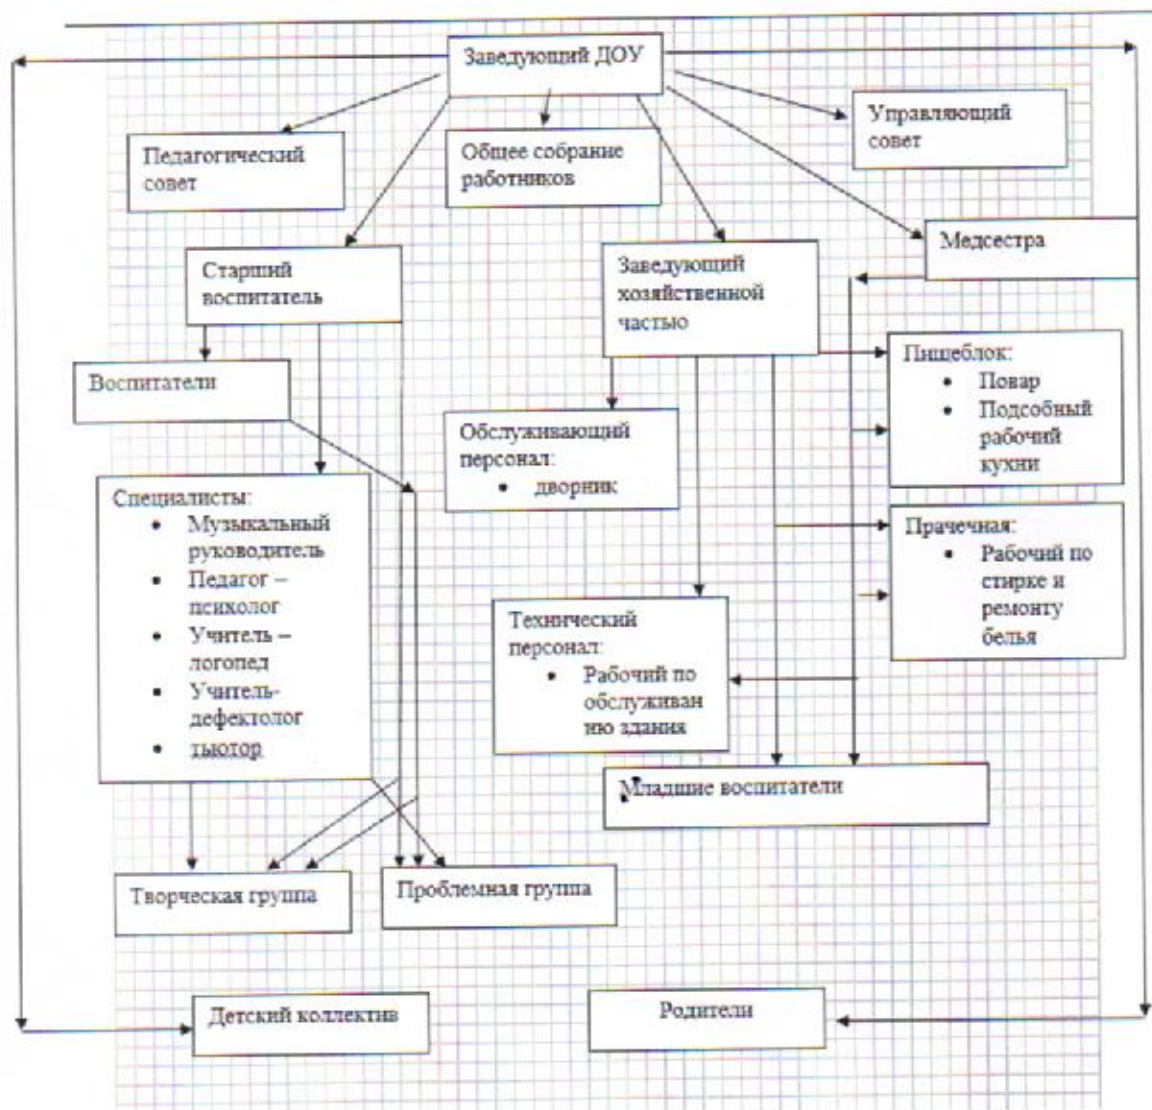 Заведующий ДОУ
Управляющий
совет
Педагогический
совет
Общее собрание
работников
Медсестра
Старший
воспитатель
Заведующий
хозяйственной
частью
Воспитатели
Пищеблок:
• Повар
• Подсобный
рабочий
кухни
Обслуживающий
персонал:
• дворник
Специалисты:
• Музыкальный
руководитель
• Педагог –
психолог
• Учитель –
логопед
• Учитель-
дефектолог
• тьютор
Прачечная:
• Рабочий по
стирке и
ремонту
белья
Технический
персонал:
• Рабочий по
обслуживан
ию здания
Младшие воспитатели
Творческая группа
Проблемная группа
Детский коллектив
Родители